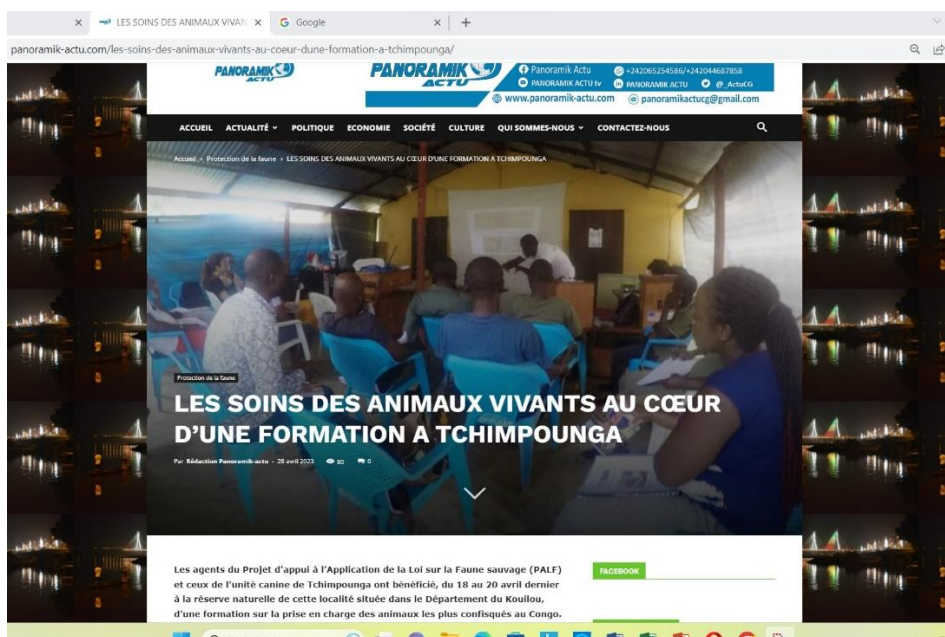 LES SOINS DES ANIMAUX VIVAN
Google
panoramik-actu.com/les-soins-des-animaux-vivants-au-coeur-dune-formation-a-tchimpounga/
PANORAMIK
ACTU
PANORAMIK
ACTU
Panoramik Actu
+242065254586/+242044687858
PANORAMIK ACTU tv
PANORAMIK ACTU
@_ActuCG
www.panoramik-actu.com
panoramikactucg@gmail.com
ACCUEIL ACTUALITÉ POLITIQUE ECONOMIE SOCIÉTÉ CULTURE QUI SOMMES-NOUS CONTACTEZ-NOUS
Accueil › Protection de la faune › LES SOINS DES ANIMAUX VIVANTS AU CŒUR D'UNE FORMATION A TCHIMPOUNGA
Protection de la faune
LES SOINS DES ANIMAUX VIVANTS AU CŒUR
D'UNE FORMATION A TCHIMPOUNGA
Par Rédaction Panoramik-actu - 28 avril 2023 80 0
Les agents du Projet d'appui à l'Application de la Loi sur la Faune sauvage (PALF)
et ceux de l'unité canine de Tchimpounga ont bénéficié, du 18 au 20 avril dernier
à la réserve naturelle de cette localité située dans le Département du Kouilou,
d'une formation sur la prise en charge des animaux les plus confisqués au Congo.
FACEBOOK